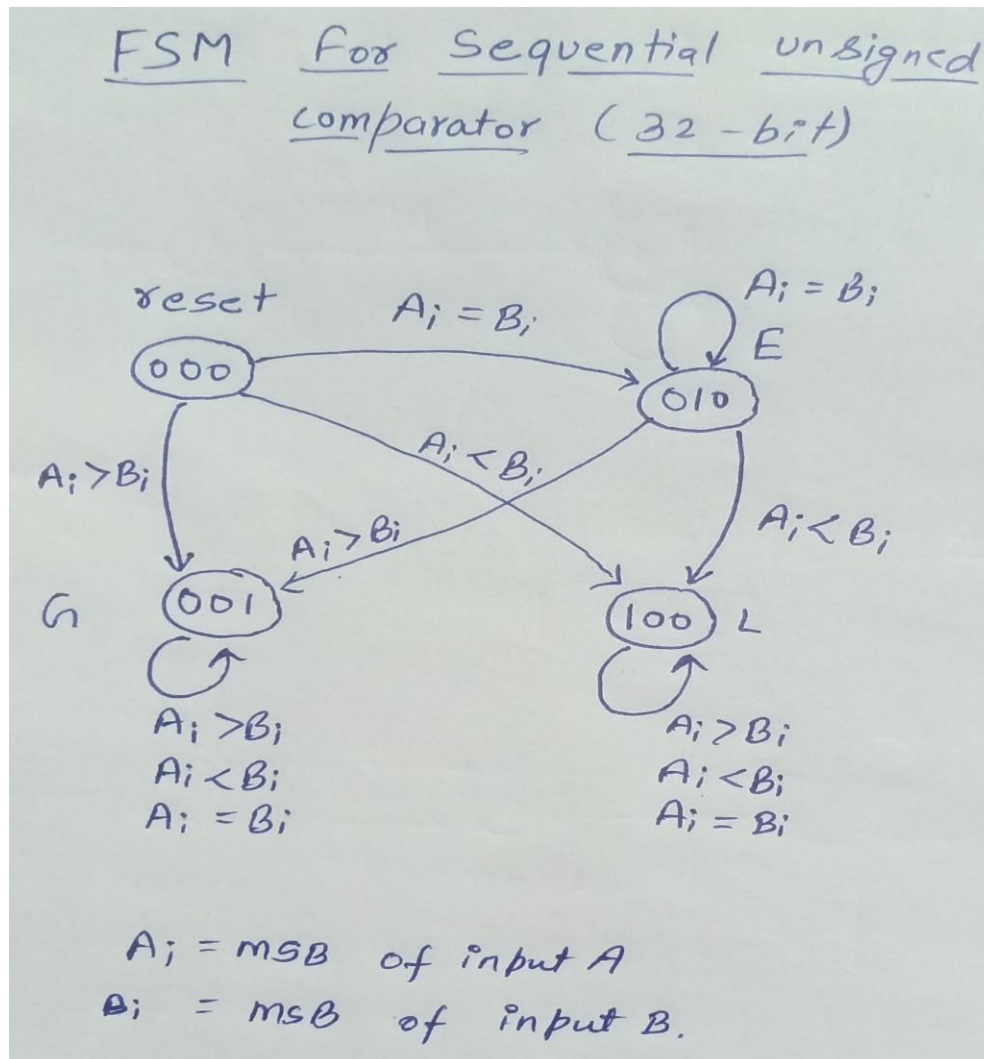 FSM for Sequential unsigned
comparator (32-bit)
reset
Ai = Bi
Ai = Bi
E
000
010
Ai > Bi
Ai < Bi
Ai > Bi
Ai < Bi
G
001
100
L
Ai > Bi
Ai < Bi
Ai = Bi
Ai > Bi
Ai < Bi
Ai = Bi
Ai = MSB of input A
Bi = MSB of input B.